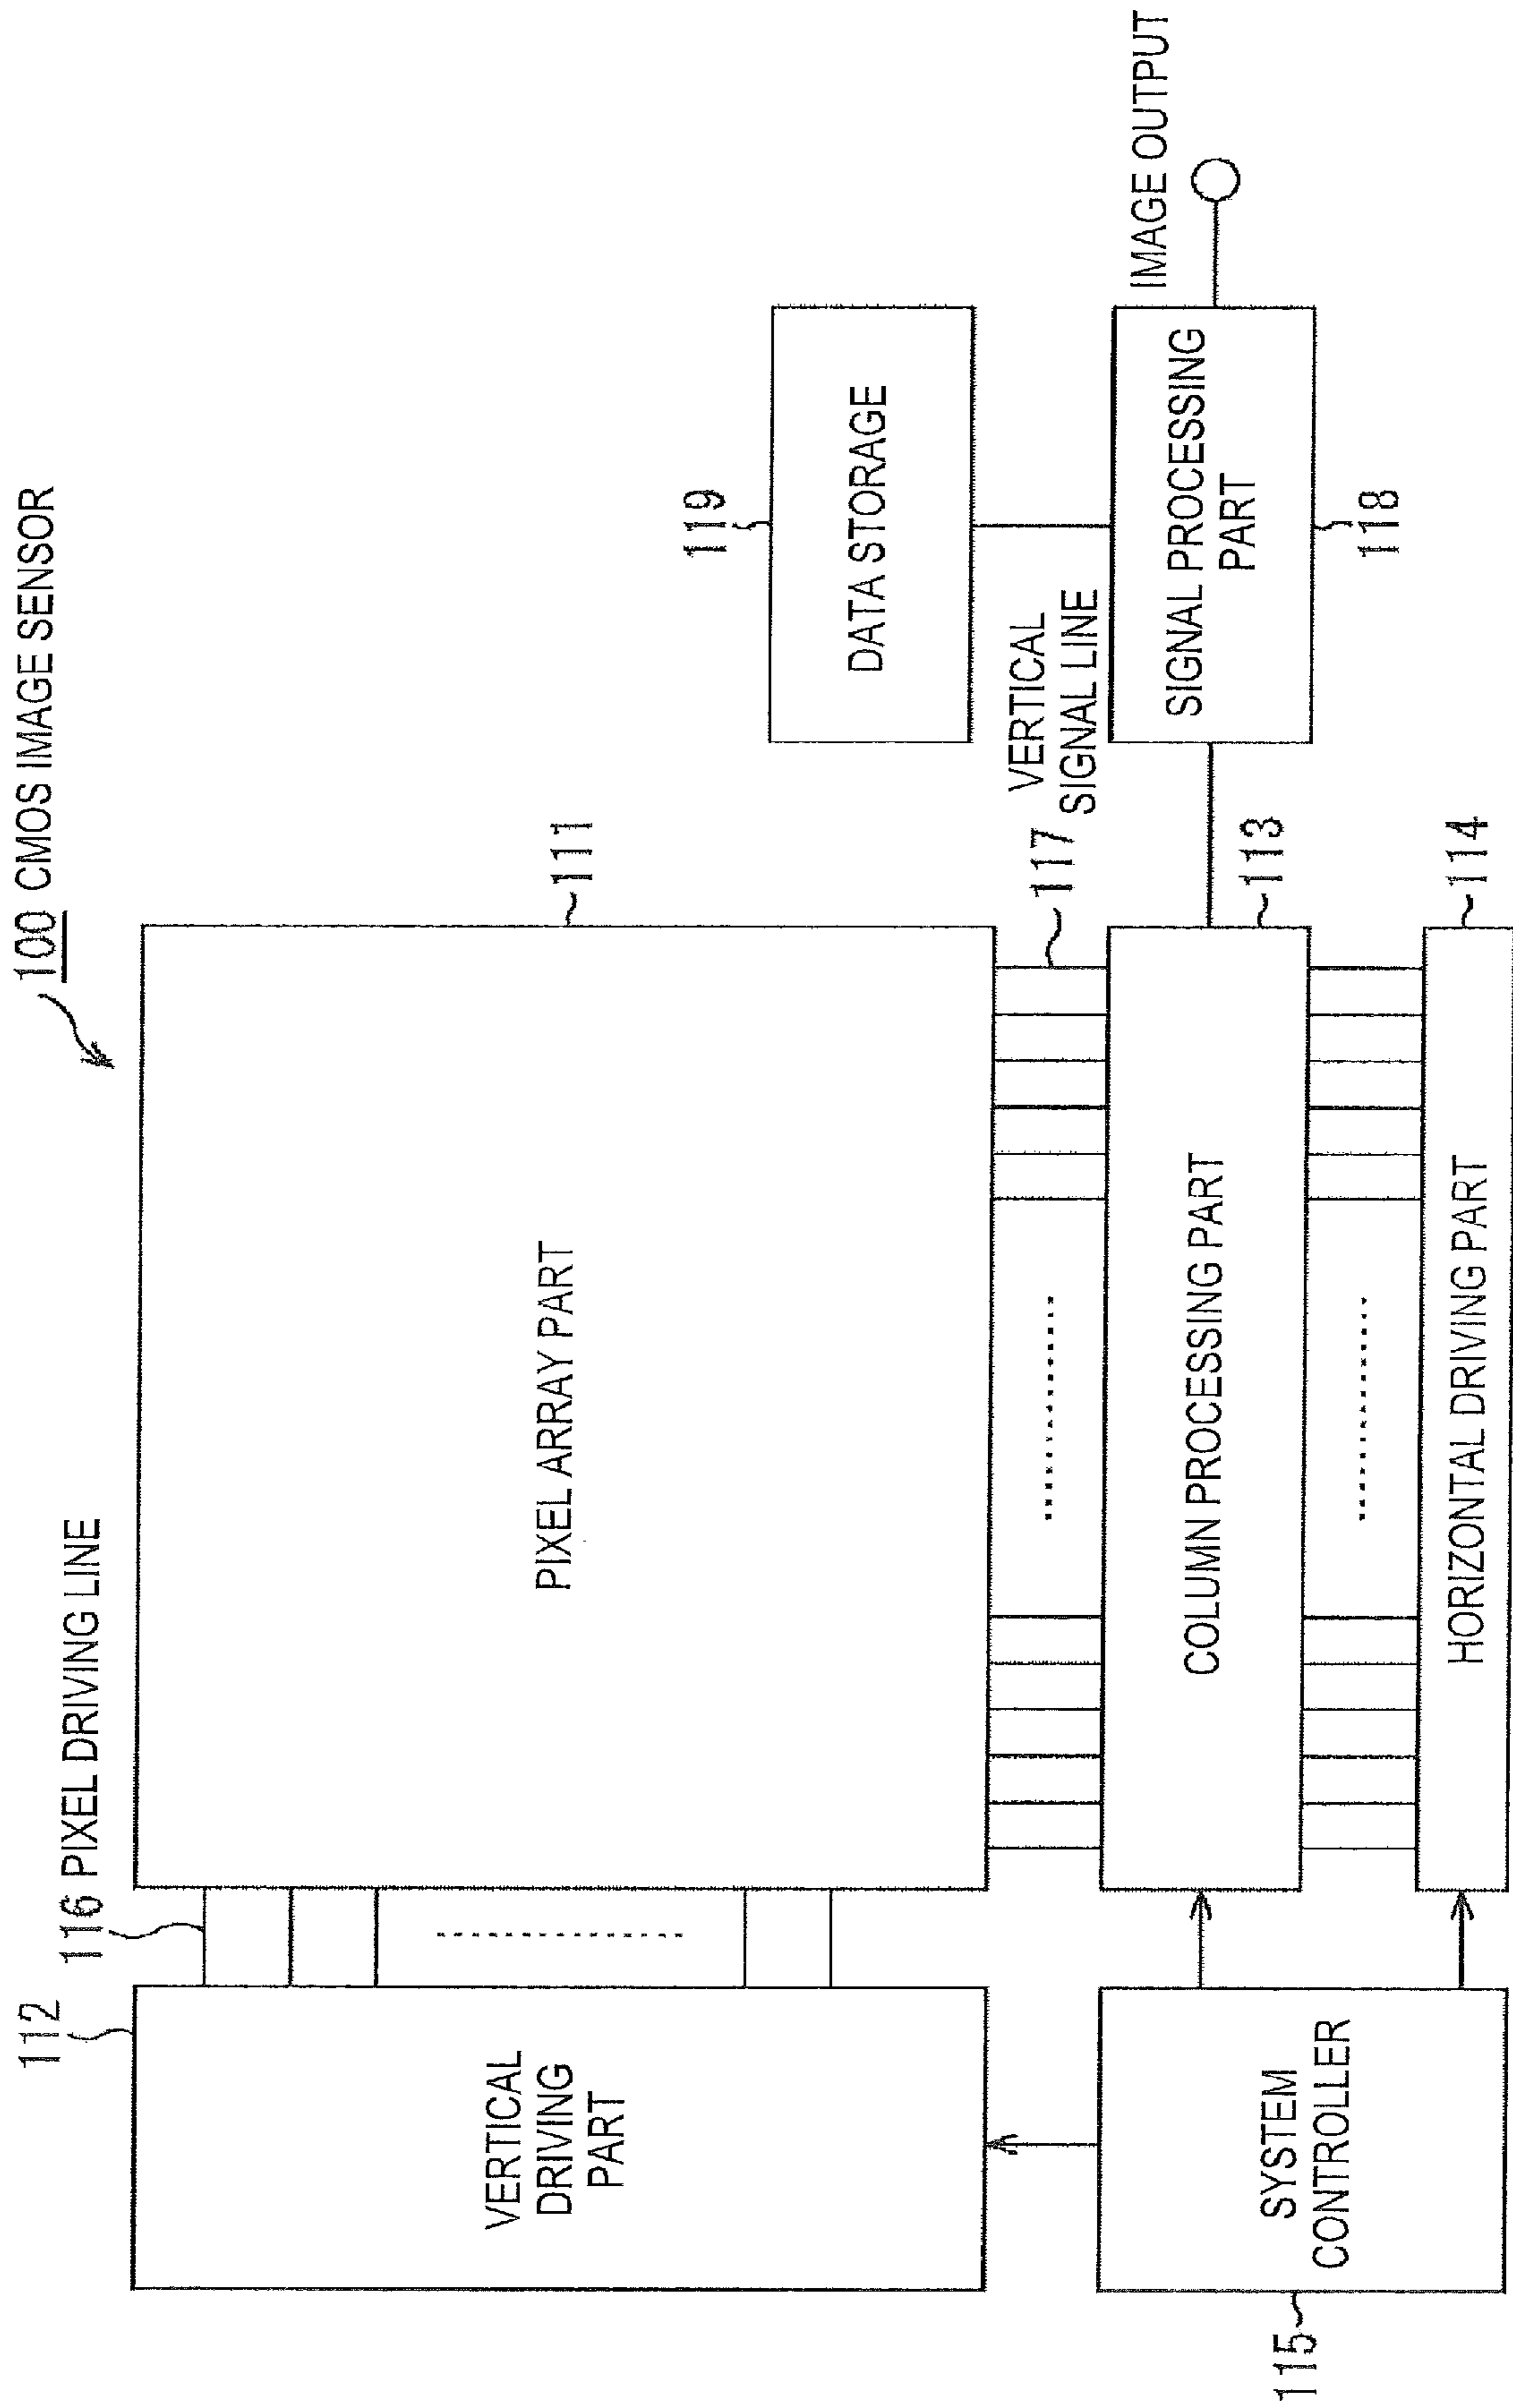 100 CMOS IMAGE SENSOR
116 PIXEL DRIVING LINE
112
VERTICAL
DRIVING
PART
PIXEL ARRAY PART
111
119
DATA STORAGE
VERTICAL
SIGNAL LINE
117
IMAGE OUTPUT
SYSTEM
CONTROLLER
115
COLUMN PROCESSING PART
113
SIGNAL PROCESSING
PART
118
HORIZONTAL DRIVING PART
114